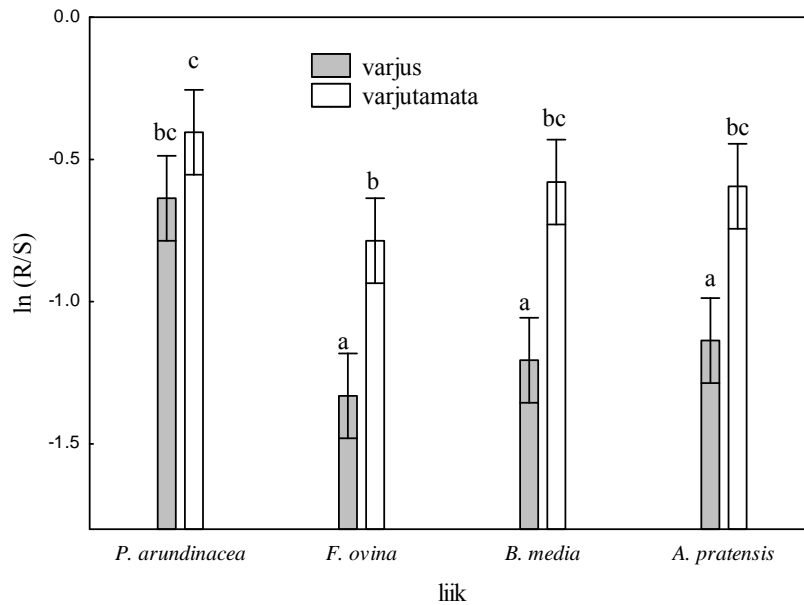 0.0
-0.5
-1.0
-1.5
ln (R/S)
varjus
varjutamata
bc
c
a
b
a
bc
a
bc
P. arundinacea F. ovina B. media A. pratensis
liik